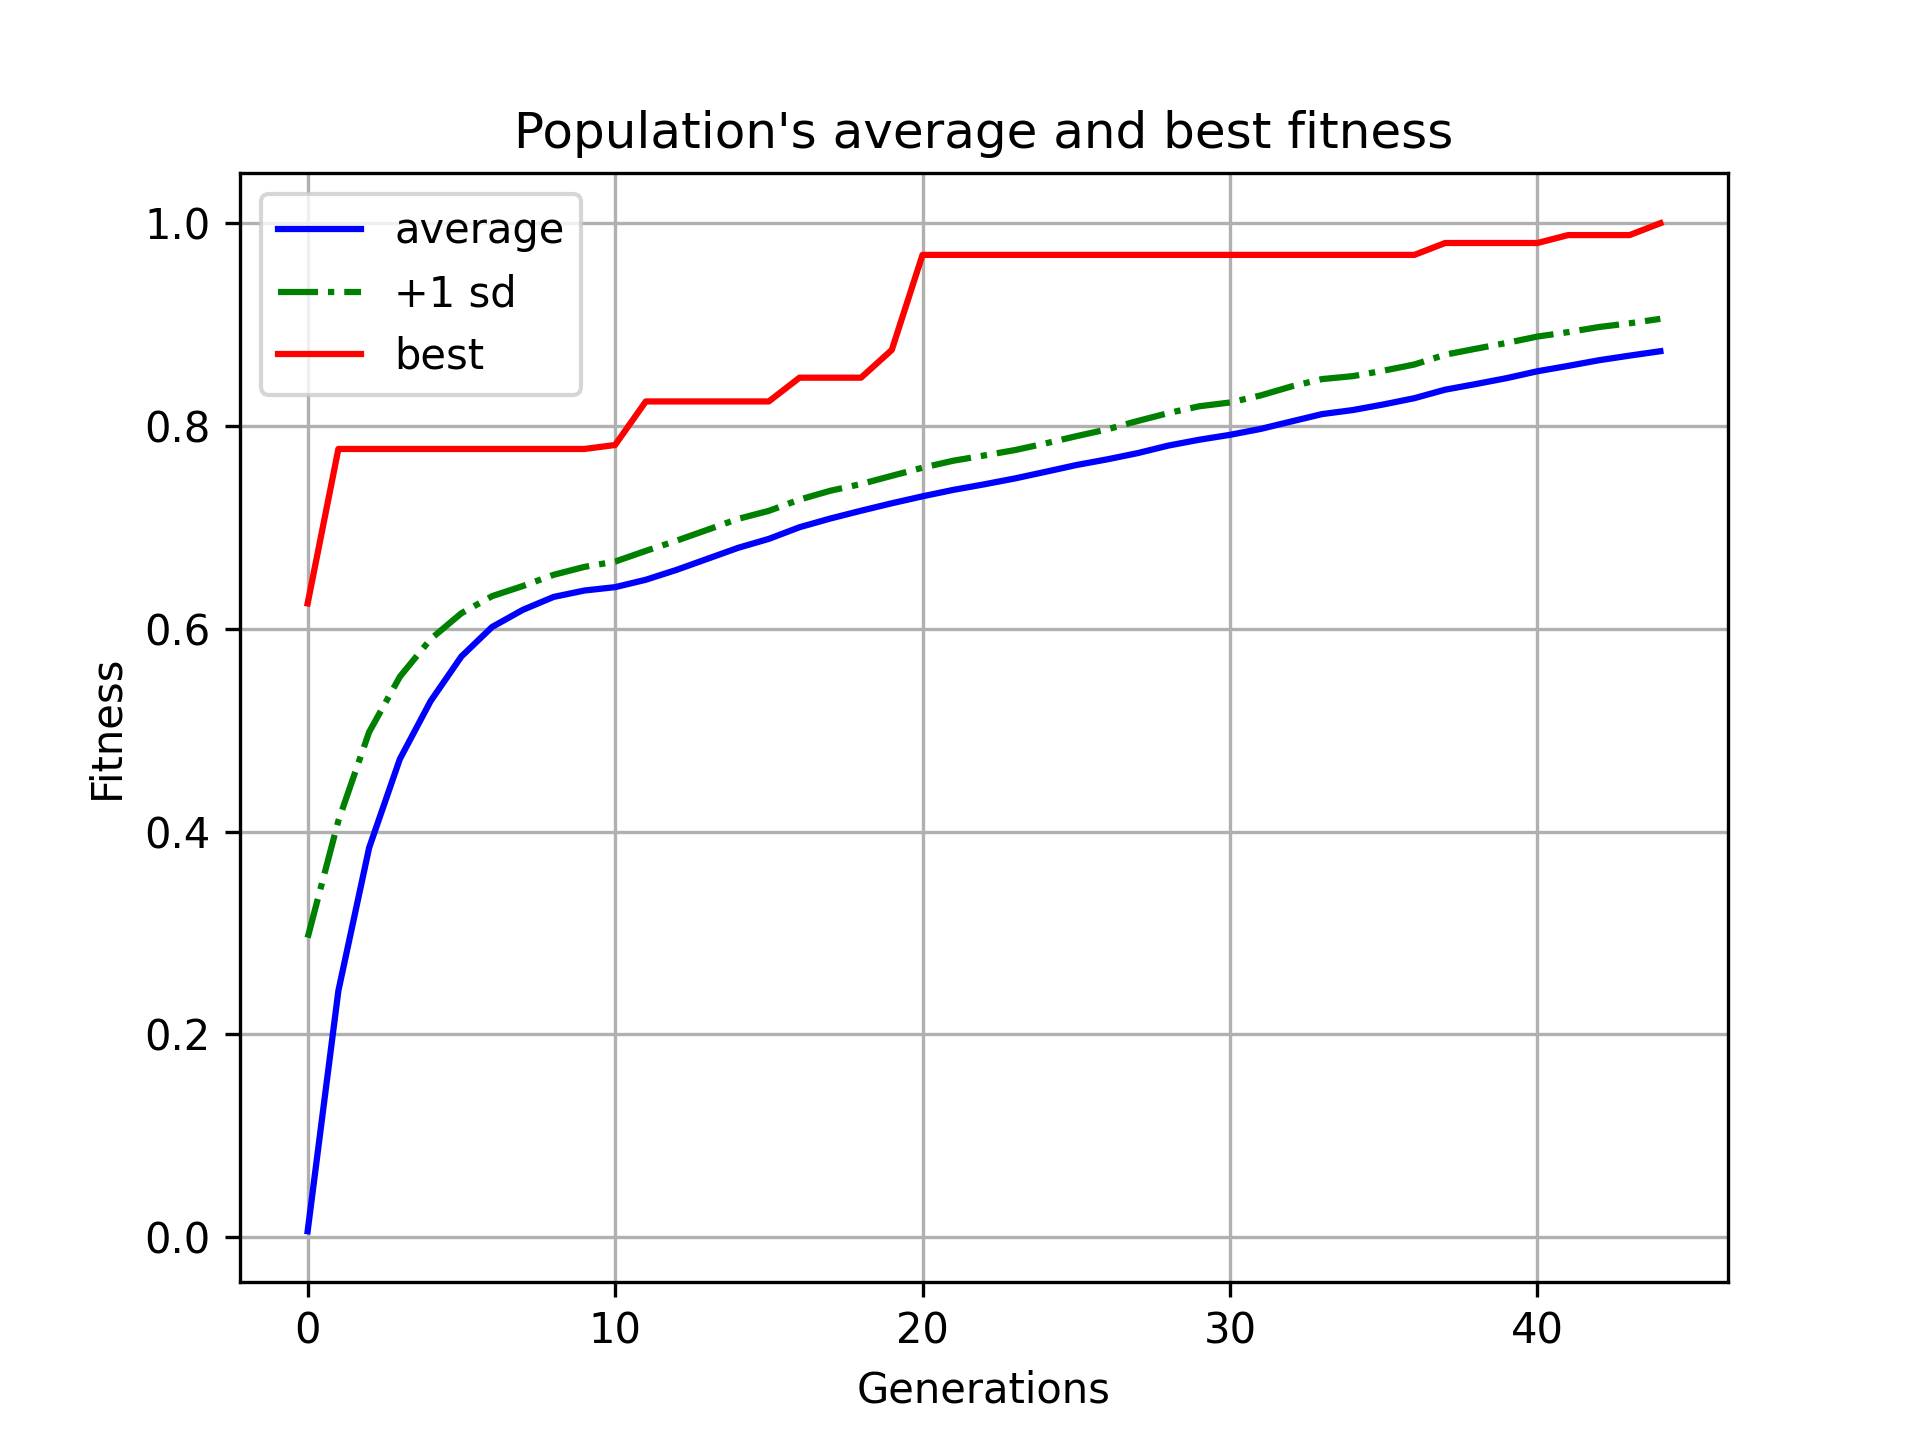 Population's average and best fitness
average
+1 sd
best
1.0
0.8
0.6
0.4
0.2
0.0
Fitness
0 10 20 30 40
Generations